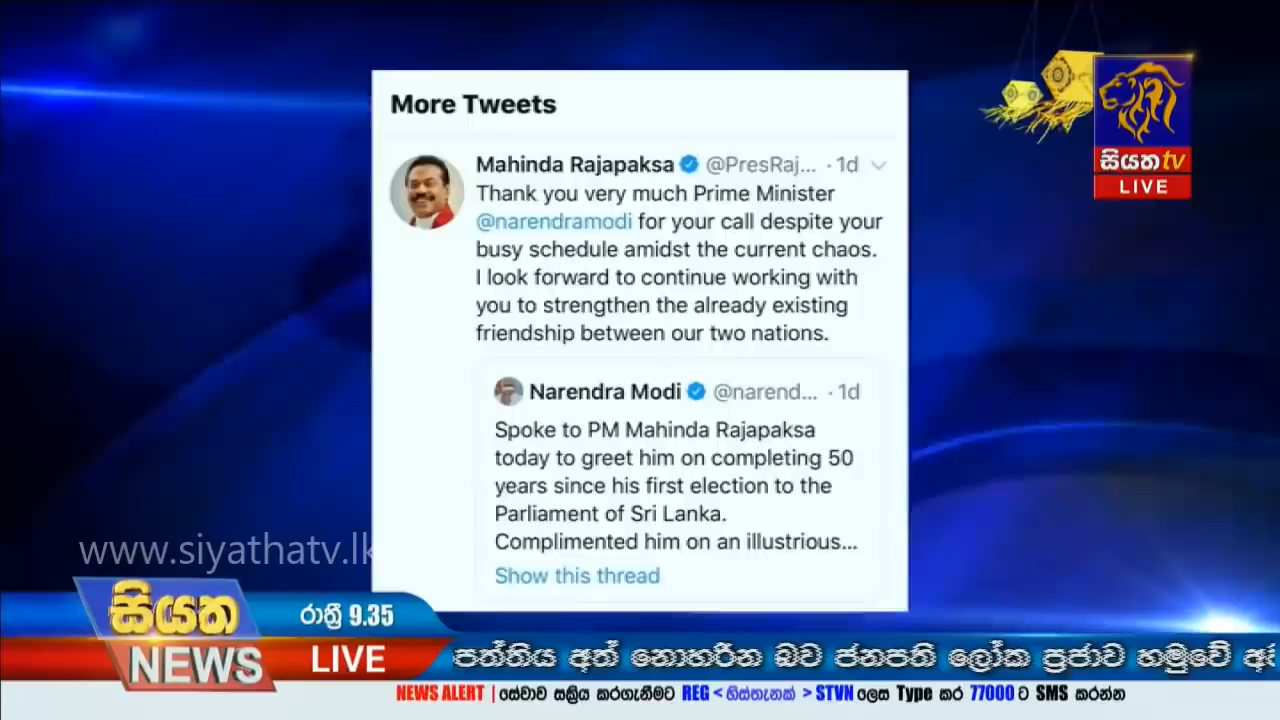 More Tweets
Mahinda Rajapaksa @PresRaj... · 1d
Thank you very much Prime Minister
@narendramodi for your call despite your
busy schedule amidst the current chaos.
I look forward to continue working with
you to strengthen the already existing
friendship between our two nations.
Narendra Modi @narend... · 1d
Spoke to PM Mahinda Rajapaksa
today to greet him on completing 50
years since his first election to the
Parliament of Sri Lanka.
Complimented him on an illustrious...
Show this thread
සියත tv
LIVE
www.siyathatv.lk
සියත
NEWS
රාත්‍රී 9.35
LIVE
පත්තිය අත් නොහරින බව ජනපති ලෝක ප්‍රජාව හමුවේ
NEWS ALERT | සේවාව සක්‍රිය කරගැනීමට REG < හිස්තැනක් > STVN ලෙස Type කර 77000 ට SMS කරන්න